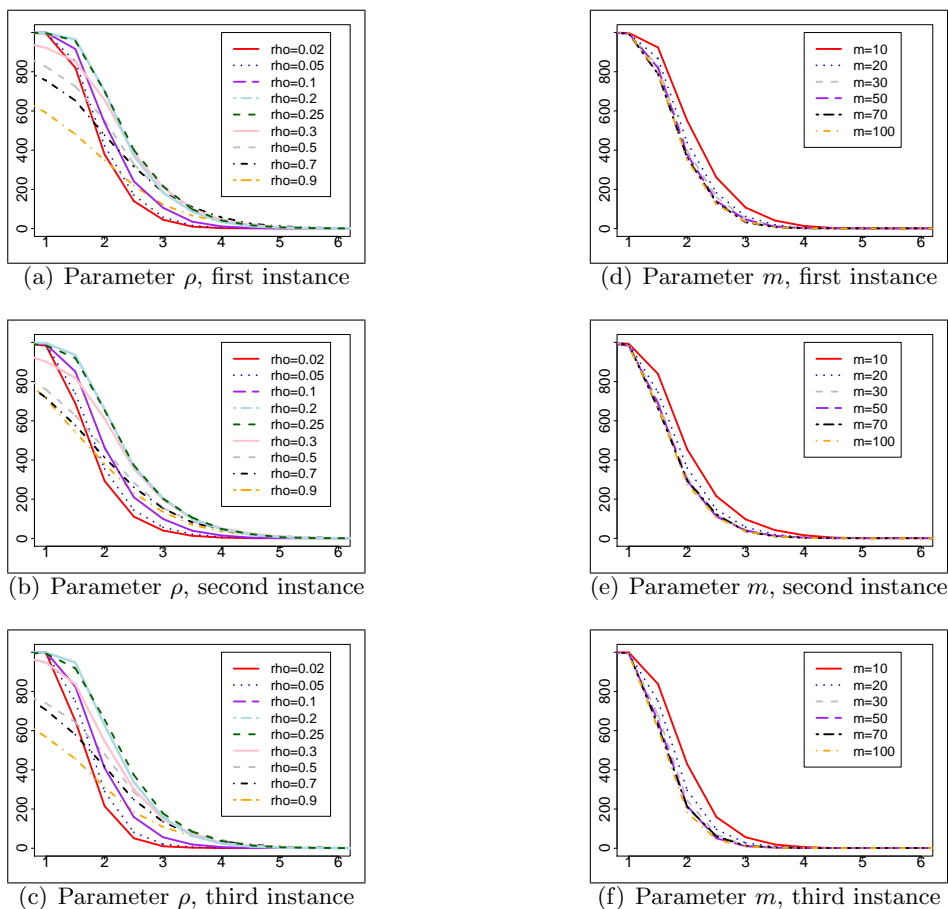 0 200 400 600 800
1 2 3 4 5 6
rho=0.02
rho=0.05
rho=0.1
rho=0.2
rho=0.25
rho=0.3
rho=0.5
rho=0.7
rho=0.9
(a) Parameter ρ, first instance
0 200 400 600 800
1 2 3 4 5 6
m=10
m=20
m=30
m=50
m=70
m=100
(d) Parameter m, first instance
0 200 400 600 800
1 2 3 4 5 6
rho=0.02
rho=0.05
rho=0.1
rho=0.2
rho=0.25
rho=0.3
rho=0.5
rho=0.7
rho=0.9
(b) Parameter ρ, second instance
0 200 400 600 800
1 2 3 4 5 6
m=10
m=20
m=30
m=50
m=70
m=100
(e) Parameter m, second instance
0 200 400 600 800
1 2 3 4 5 6
rho=0.02
rho=0.05
rho=0.1
rho=0.2
rho=0.25
rho=0.3
rho=0.5
rho=0.7
rho=0.9
(c) Parameter ρ, third instance
0 200 400 600 800
1 2 3 4 5 6
m=10
m=20
m=30
m=50
m=70
m=100
(f) Parameter m, third instance